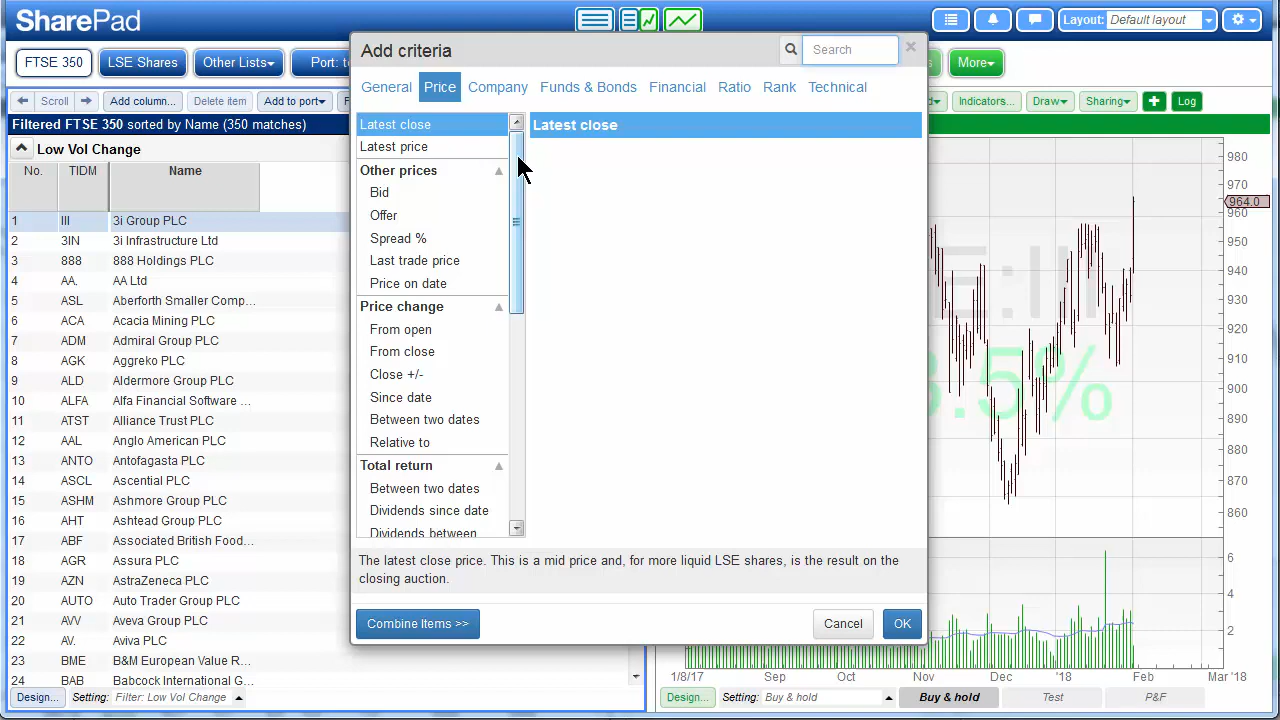 SharePad
Layout: Default layout
FTSE 350
LSE Shares
Other Lists
Port: t
More
Scroll
Add column...
Delete item
Add to port
Indicators...
Draw
Sharing
Log
Filtered FTSE 350 sorted by Name (350 matches)
Low Vol Change
No. TIDM Name
1 III 3i Group PLC
2 3IN 3i Infrastructure Ltd
3 888 888 Holdings PLC
4 AA. AA Ltd
5 ASL Aberforth Smaller Comp...
6 ACA Acacia Mining PLC
7 ADM Admiral Group PLC
8 AGK Aggreko PLC
9 ALD Aldermore Group PLC
10 ALFA Alfa Financial Software ...
11 ATST Alliance Trust PLC
12 AAL Anglo American PLC
13 ANTO Antofagasta PLC
14 ASCL Ascential PLC
15 ASHM Ashmore Group PLC
16 AHT Ashtead Group PLC
17 ABF Associated British Food...
18 AGR Assura PLC
19 AZN AstraZeneca PLC
20 AUTO Auto Trader Group PLC
21 AVV Aveva Group PLC
22 AV. Aviva PLC
23 BME B&M European Value R...
24 BAB Babcock International G...
Design...
Setting: Filter: Low Vol Change
Add criteria
Search
General Price Company Funds & Bonds Financial Ratio Rank Technical
Latest close
Latest price
Other prices
Bid
Offer
Spread %
Last trade price
Price on date
Price change
From open
From close
Close +/-
Since date
Between two dates
Relative to
Total return
Between two dates
Dividends since date
Dividends between
Latest close
The latest close price. This is a mid price and, for more liquid LSE shares, is the result on the
closing auction.
Combine Items >>
Cancel
OK
E:II
3.5%
980
970
964.0
960
950
940
930
920
910
900
890
880
870
860
6
4
2
1/8/17 Sep Oct Nov Dec '18 Feb Mar '18
Design...
Setting: Buy & hold
Buy & hold
Test
P&F